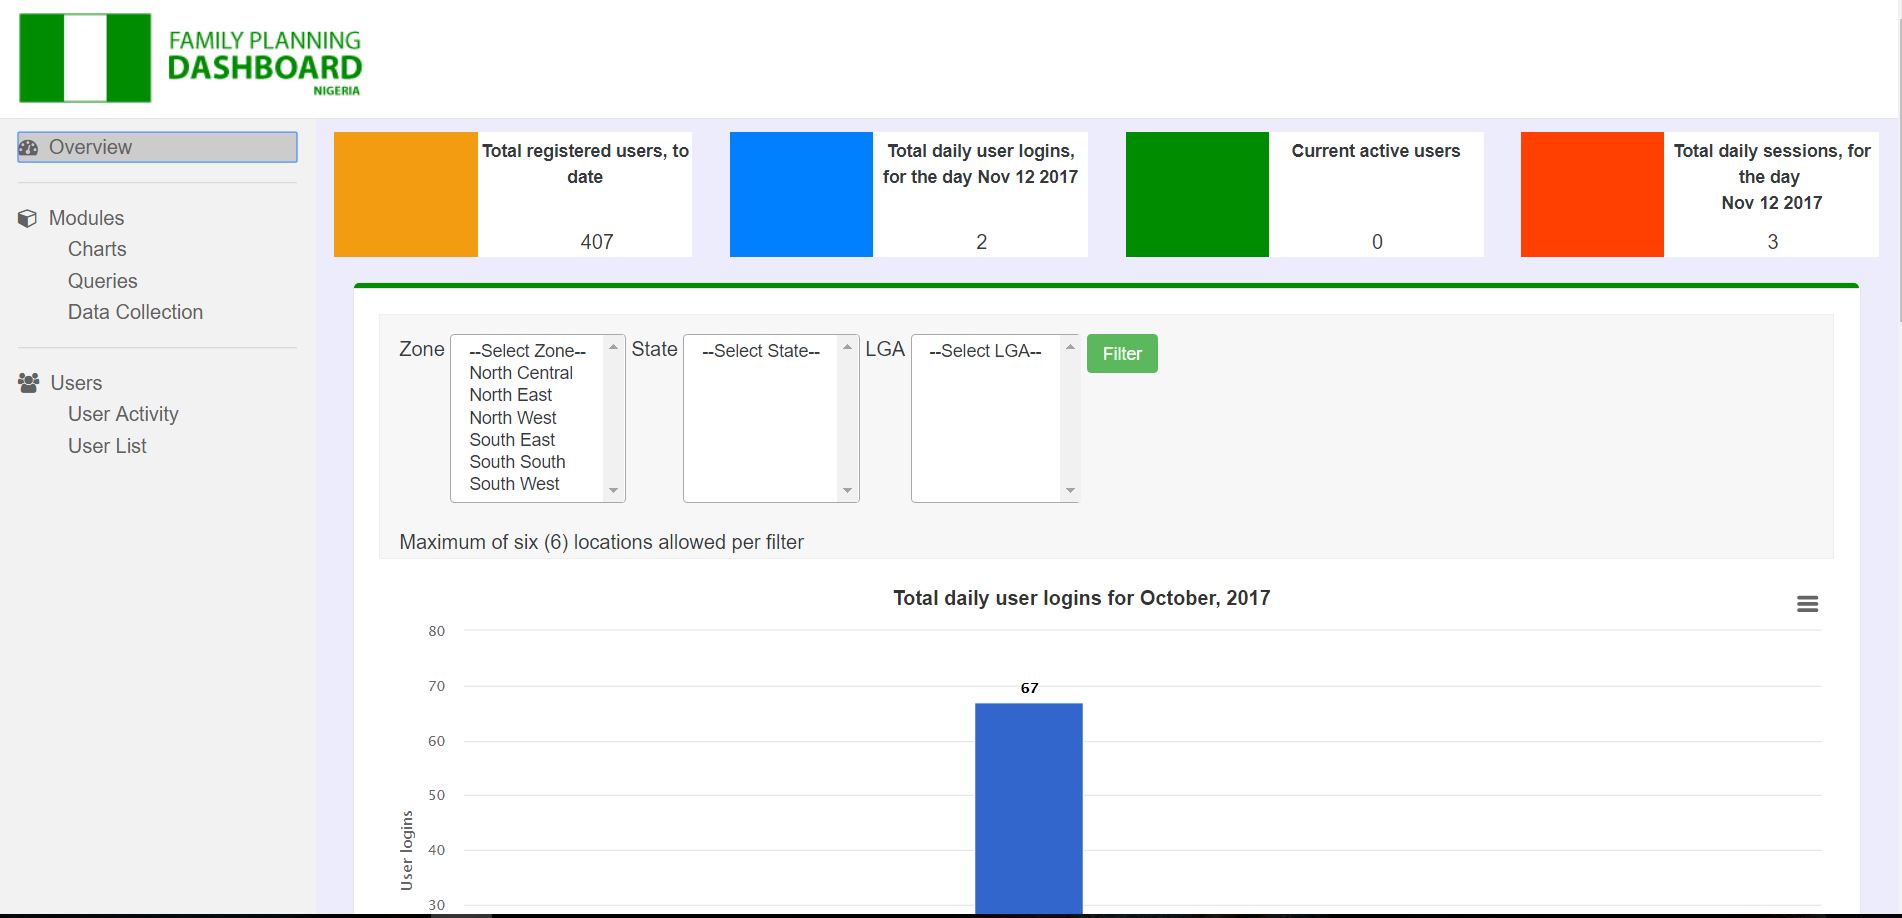 FAMILY PLANNING
DASHBOARD
NIGERIA
Overview
Modules
Charts
Queries
Data Collection
Users
User Activity
User List
Total registered users, to
date
407
Total daily user logins,
for the day Nov 12 2017
2
Current active users
0
Total daily sessions, for
the day
Nov 12 2017
3
Zone
--Select Zone--
North Central
North East
North West
South East
South South
South West
State
--Select State--
LGA
--Select LGA--
Filter
Maximum of six (6) locations allowed per filter
Total daily user logins for October, 2017
80
70
60
50
40
30
User logins
67